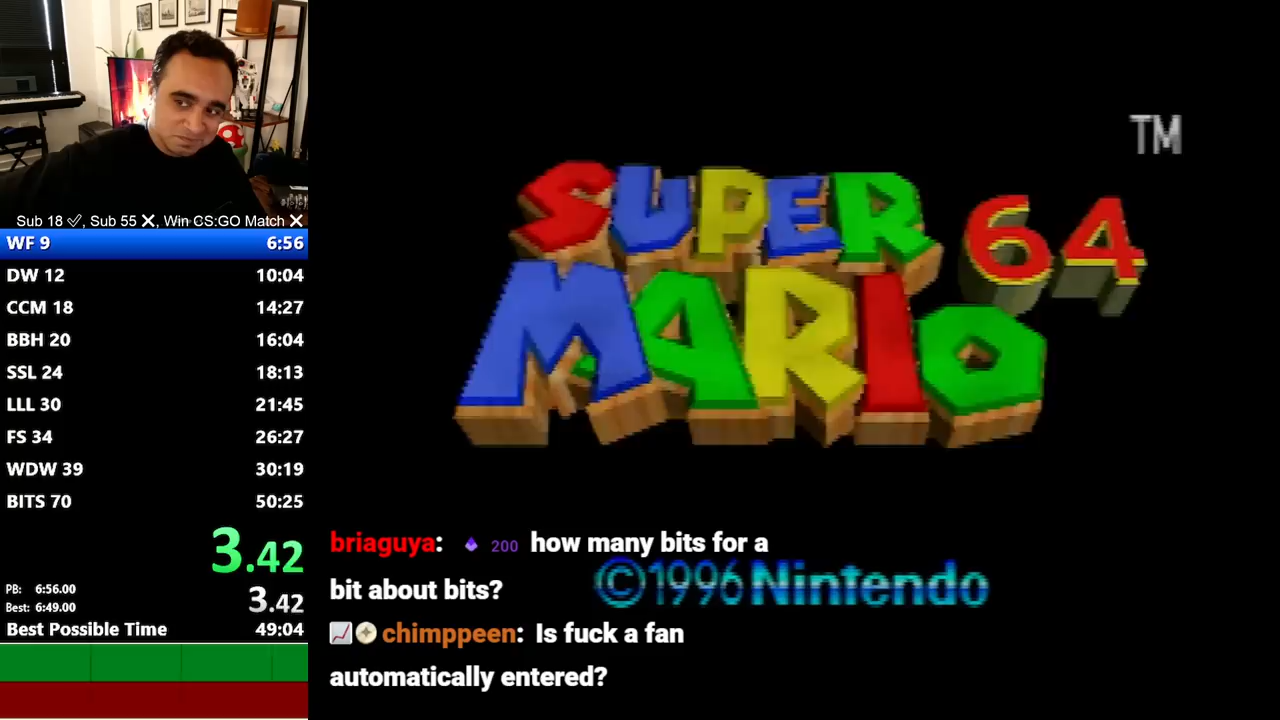 Sub 18 ✓, Sub 55 ✕, Win CS:GO Match ✕
WF 9 6:56
DW 12 10:04
CCM 18 14:27
BBH 20 16:04
SSL 24 18:13
LLL 30 21:45
FS 34 26:27
WDW 39 30:19
BITS 70 50:25
3.42
PB: 6:56.00
Best: 6:49.00
3.42
Best Possible Time 49:04
TM
SUPER
MARIO 64
©1996 Nintendo
briaguya: 200 how many bits for a
bit about bits?
chimppeen: Is fuck a fan
automatically entered?